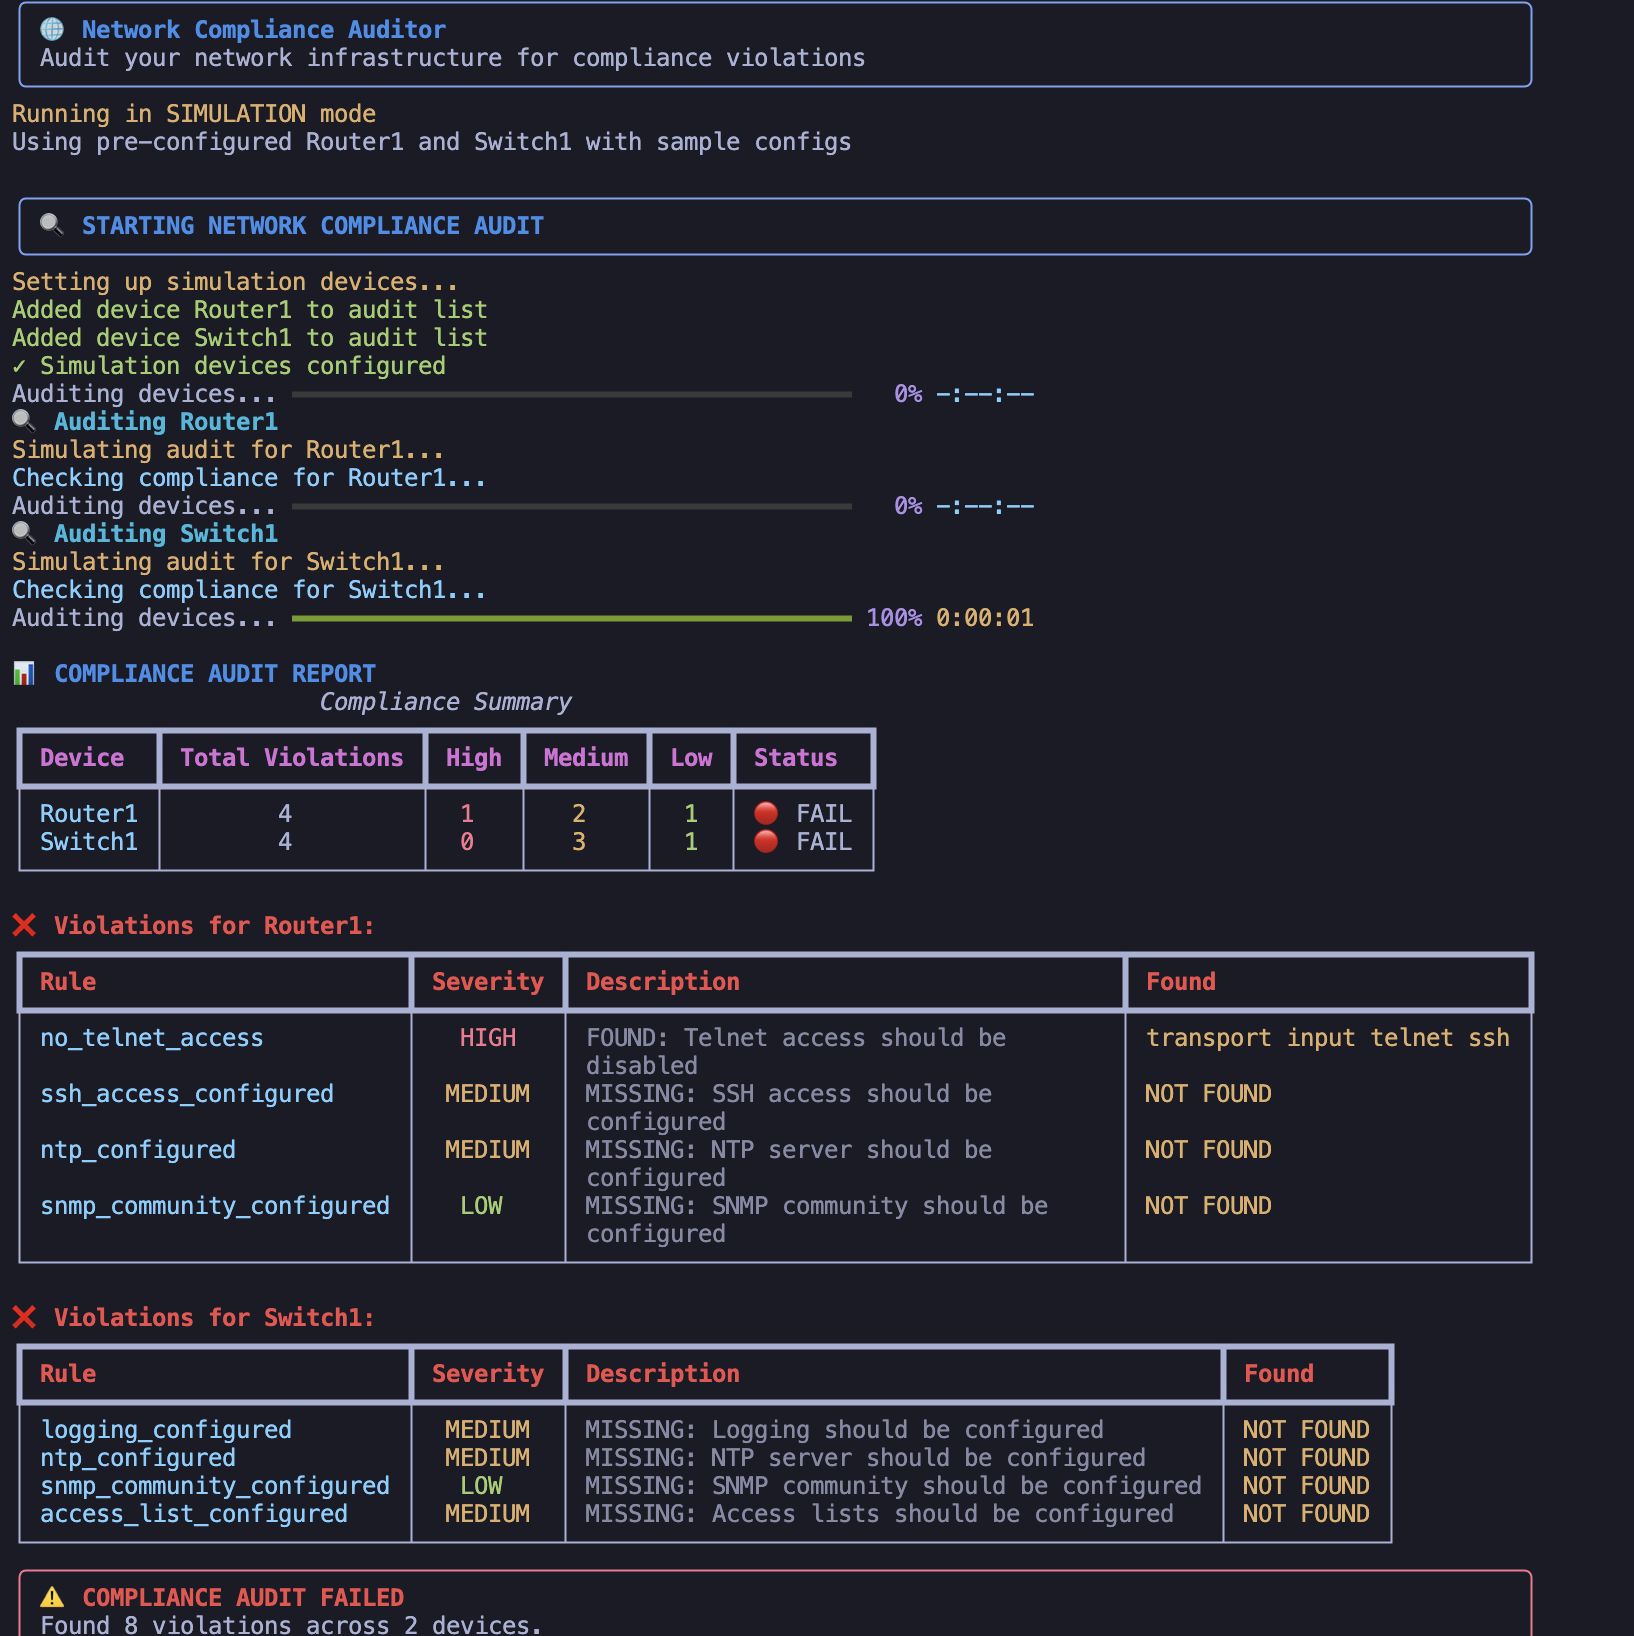 🌐 Network Compliance Auditor
Audit your network infrastructure for compliance violations
Running in SIMULATION mode
Using pre-configured Router1 and Switch1 with sample configs
🔍 STARTING NETWORK COMPLIANCE AUDIT
Setting up simulation devices...
Added device Router1 to audit list
Added device Switch1 to audit list
✓ Simulation devices configured
Auditing devices... 0% -:--:--
🔍 Auditing Router1
Simulating audit for Router1...
Checking compliance for Router1...
Auditing devices... 0% -:--:--
🔍 Auditing Switch1
Simulating audit for Switch1...
Checking compliance for Switch1...
Auditing devices... 100% 0:00:01
📊 COMPLIANCE AUDIT REPORT
Compliance Summary
Device Total Violations High Medium Low Status
Router1 4 1 2 1 🔴 FAIL
Switch1 4 0 3 1 🔴 FAIL
❌ Violations for Router1:
Rule Severity Description Found
no_telnet_access HIGH FOUND: Telnet access should be transport input telnet ssh
disabled
ssh_access_configured MEDIUM MISSING: SSH access should be NOT FOUND
configured
ntp_configured MEDIUM MISSING: NTP server should be NOT FOUND
configured
snmp_community_configured LOW MISSING: SNMP community should be NOT FOUND
configured
❌ Violations for Switch1:
Rule Severity Description Found
logging_configured MEDIUM MISSING: Logging should be configured NOT FOUND
ntp_configured MEDIUM MISSING: NTP server should be configured NOT FOUND
snmp_community_configured LOW MISSING: SNMP community should be configured NOT FOUND
access_list_configured MEDIUM MISSING: Access lists should be configured NOT FOUND
⚠️ COMPLIANCE AUDIT FAILED
Found 8 violations across 2 devices.